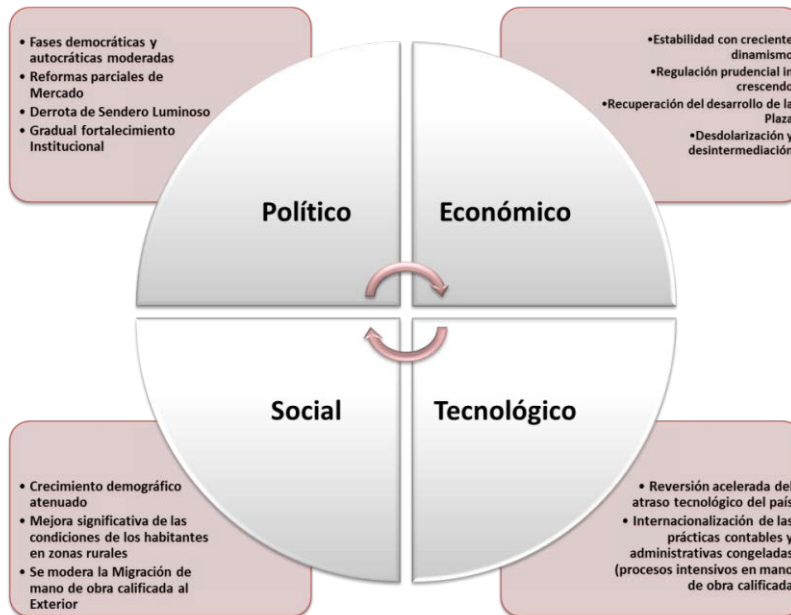 • Fases democráticas y
autocráticas moderadas
• Reformas parciales de
Mercado
• Derrota de Sendero Luminoso
• Gradual fortalecimiento
Institucional
•Estabilidad con creciente
dinamismo
•Regulación prudencial in
crescendo
•Recuperación del desarrollo de la
Plaza
•Desdolarización y
desintermediación
Político
Económico
Social
Tecnológico
• Crecimiento demográfico
atenuado
• Mejora significativa de las
condiciones de los habitantes
en zonas rurales
• Se modera la Migración de
mano de obra calificada al
Exterior
• Reversión acelerada del
atraso tecnológico del país
• Internacionalización de las
prácticas contables y
administrativas congeladas
(procesos intensivos en mano
de obra calificada